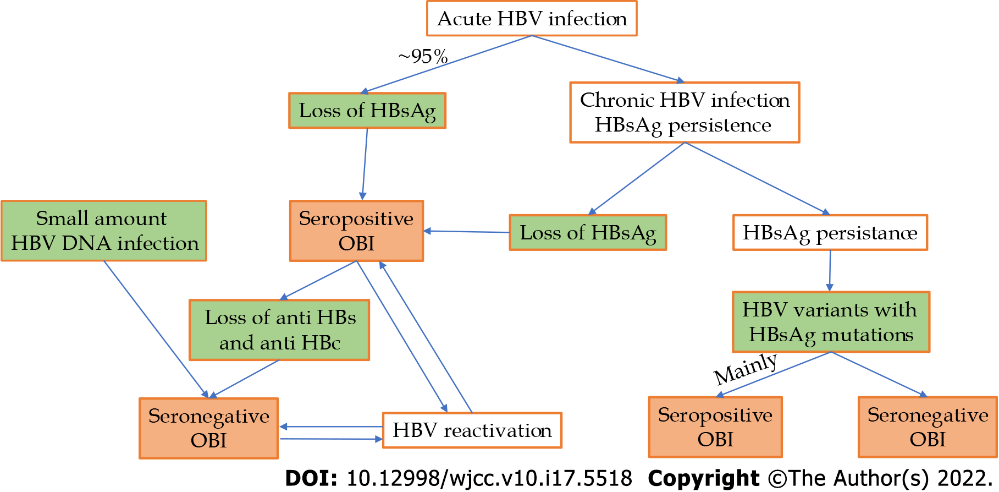 Acute HBV infection
~95%
Loss of HBsAg
Chronic HBV infection
HBsAg persistence
Small amount
HBV DNA infection
Seropositive
OBI
Loss of HBsAg
HBsAg persistance
Loss of anti HBs
and anti HBc
HBV variants with
HBsAg mutations
Mainly
Seronegative
OBI
HBV reactivation
Seropositive
OBI
Seronegative
OBI
DOI: 10.12998/wjcc.v10.i17.5518 Copyright ©The Author(s) 2022.